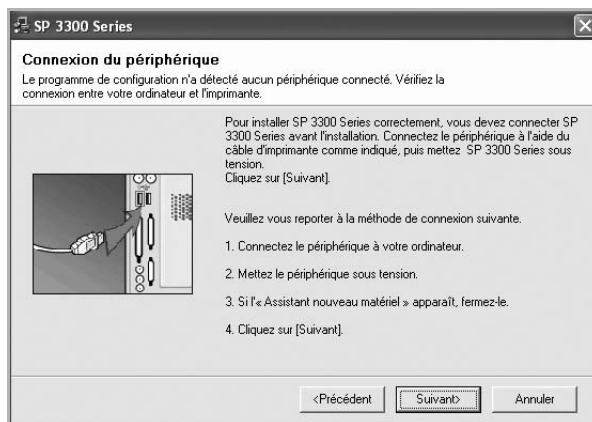 SP 3300 Series
Connexion du périphérique
Le programme de configuration n'a détecté aucun périphérique connecté. Vérifiez la
connexion entre votre ordinateur et l'imprimante.
Pour installer SP 3300 Series correctement, vous devez connecter SP
3300 Series avant l'installation. Connectez le périphérique à l'aide du
câble d'imprimante comme indiqué, puis mettez SP 3300 Series sous
tension.
Cliquez sur [Suivant].
Veuillez vous reporter à la méthode de connexion suivante.
1. Connectez le périphérique à votre ordinateur.
2. Mettez le périphérique sous tension.
3. Si l'« Assistant nouveau matériel » apparaît, fermez-le.
4. Cliquez sur [Suivant].
<Précédent
Suivant>
Annuler